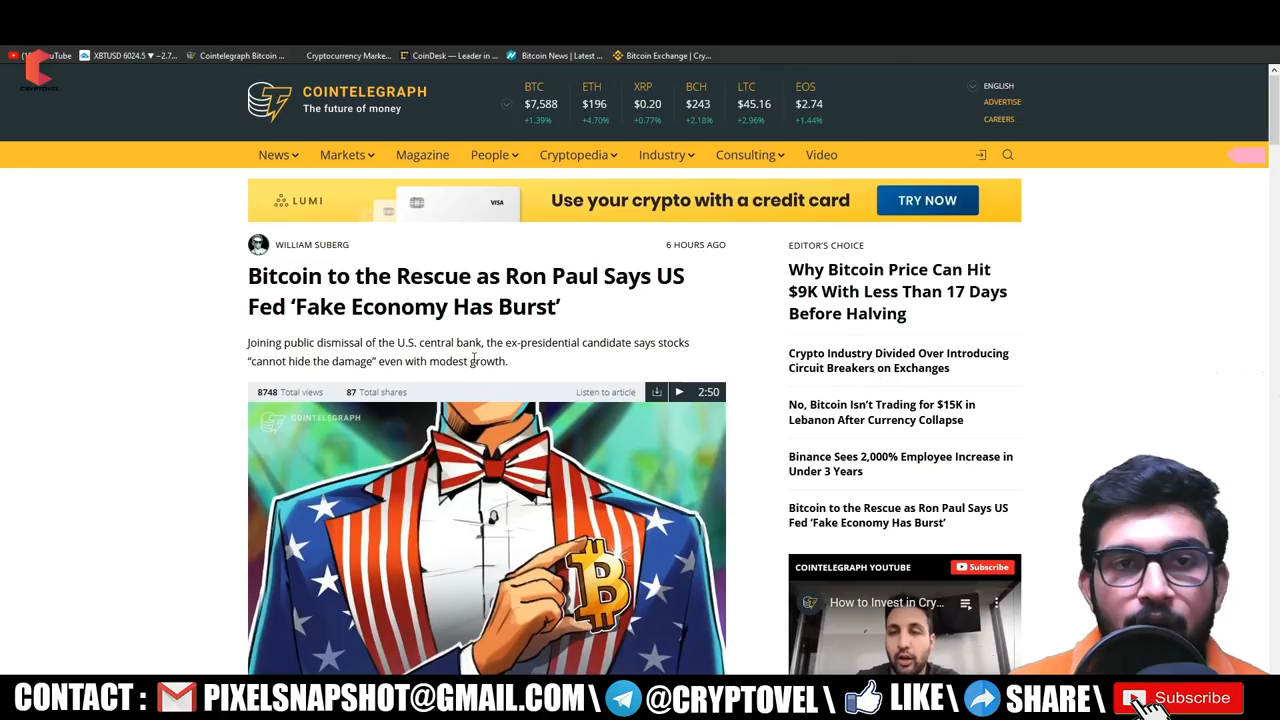 XBTUSD 6024.5 ▼ -2.7...
Cointelegraph Bitcoin ...
Cryptocurrency Marke...
CoinDesk — Leader in ...
Bitcoin News | Latest ...
Bitcoin Exchange | Cry...
CRYPTOVEL
COINTELEGRAPH
The future of money
BTC ETH XRP BCH LTC EOS
$7,588 $196 $0.20 $243 $45.16 $2.74
+1.39% +4.70% +0.77% +2.18% +2.96% +1.44%
ENGLISH
ADVERTISE
CAREERS
News Markets Magazine People Cryptopedia Industry Consulting Video
LUMI
VISA
Use your crypto with a credit card
TRY NOW
WILLIAM SUBERG
6 HOURS AGO
Bitcoin to the Rescue as Ron Paul Says US
Fed ‘Fake Economy Has Burst’
Joining public dismissal of the U.S. central bank, the ex-presidential candidate says stocks
“cannot hide the damage” even with modest growth.
8748 Total views
87 Total shares
Listen to article
2:50
COINTELEGRAPH
B
EDITOR’S CHOICE
Why Bitcoin Price Can Hit
$9K With Less Than 17 Days
Before Halving
Crypto Industry Divided Over Introducing
Circuit Breakers on Exchanges
No, Bitcoin Isn’t Trading for $15K in
Lebanon After Currency Collapse
Binance Sees 2,000% Employee Increase in
Under 3 Years
Bitcoin to the Rescue as Ron Paul Says US
Fed ‘Fake Economy Has Burst’
COINTELEGRAPH YOUTUBE
Subscribe
How to Invest in Cry...
CONTACT : PIXELSNAPSHOT@GMAIL.COM \ @CRYPTOVEL \ LIKE\ SHARE\ Subscribe